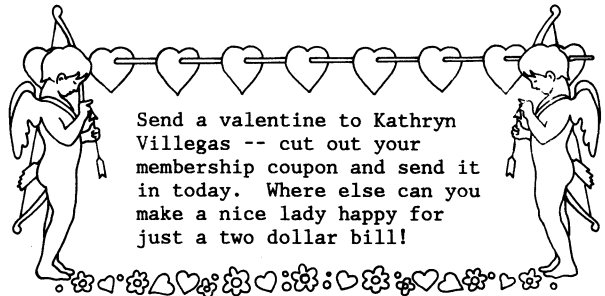 Send a valentine to Kathryn
Villegas -- cut out your
membership coupon and send it
in today.  Where else can you
make a nice lady happy for
just a two dollar bill!